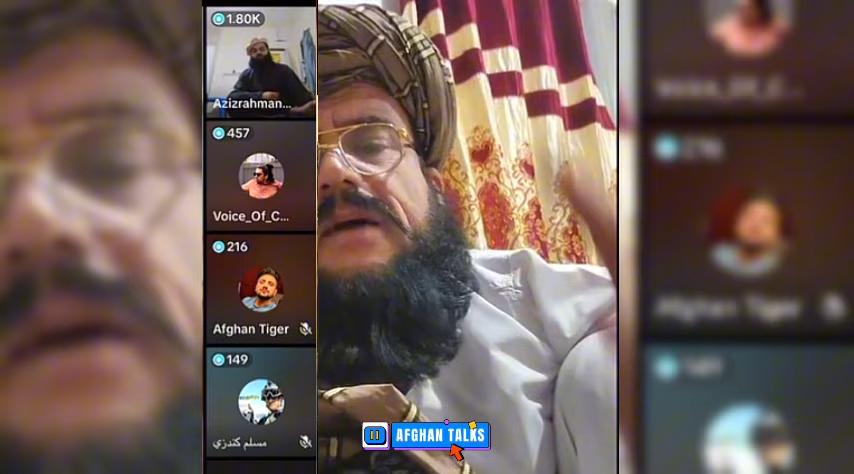 1.80K
Azizrahman...
457
Voice_Of_C...
216
Afghan Tiger
149
مسلم کندزي
AFGHAN TALKS